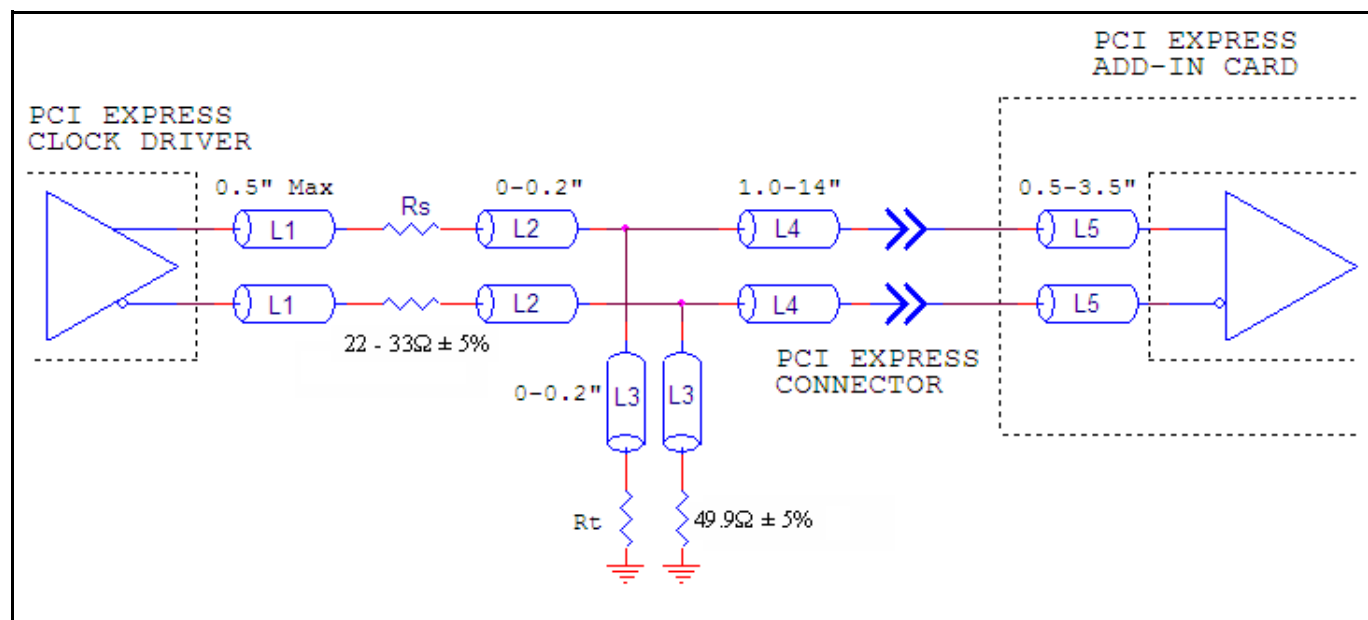 PCI EXPRESS
ADD-IN CARD
PCI EXPRESS
CLOCK DRIVER
0.5" Max
0-0.2"
1.0-14"
0.5-3.5"
Rs
L1
L2
L4
L5
L1
L2
L4
L5
22 - 33Ω ± 5%
PCI EXPRESS
CONNECTOR
0-0.2"
L3
L3
Rt
49.9Ω ± 5%